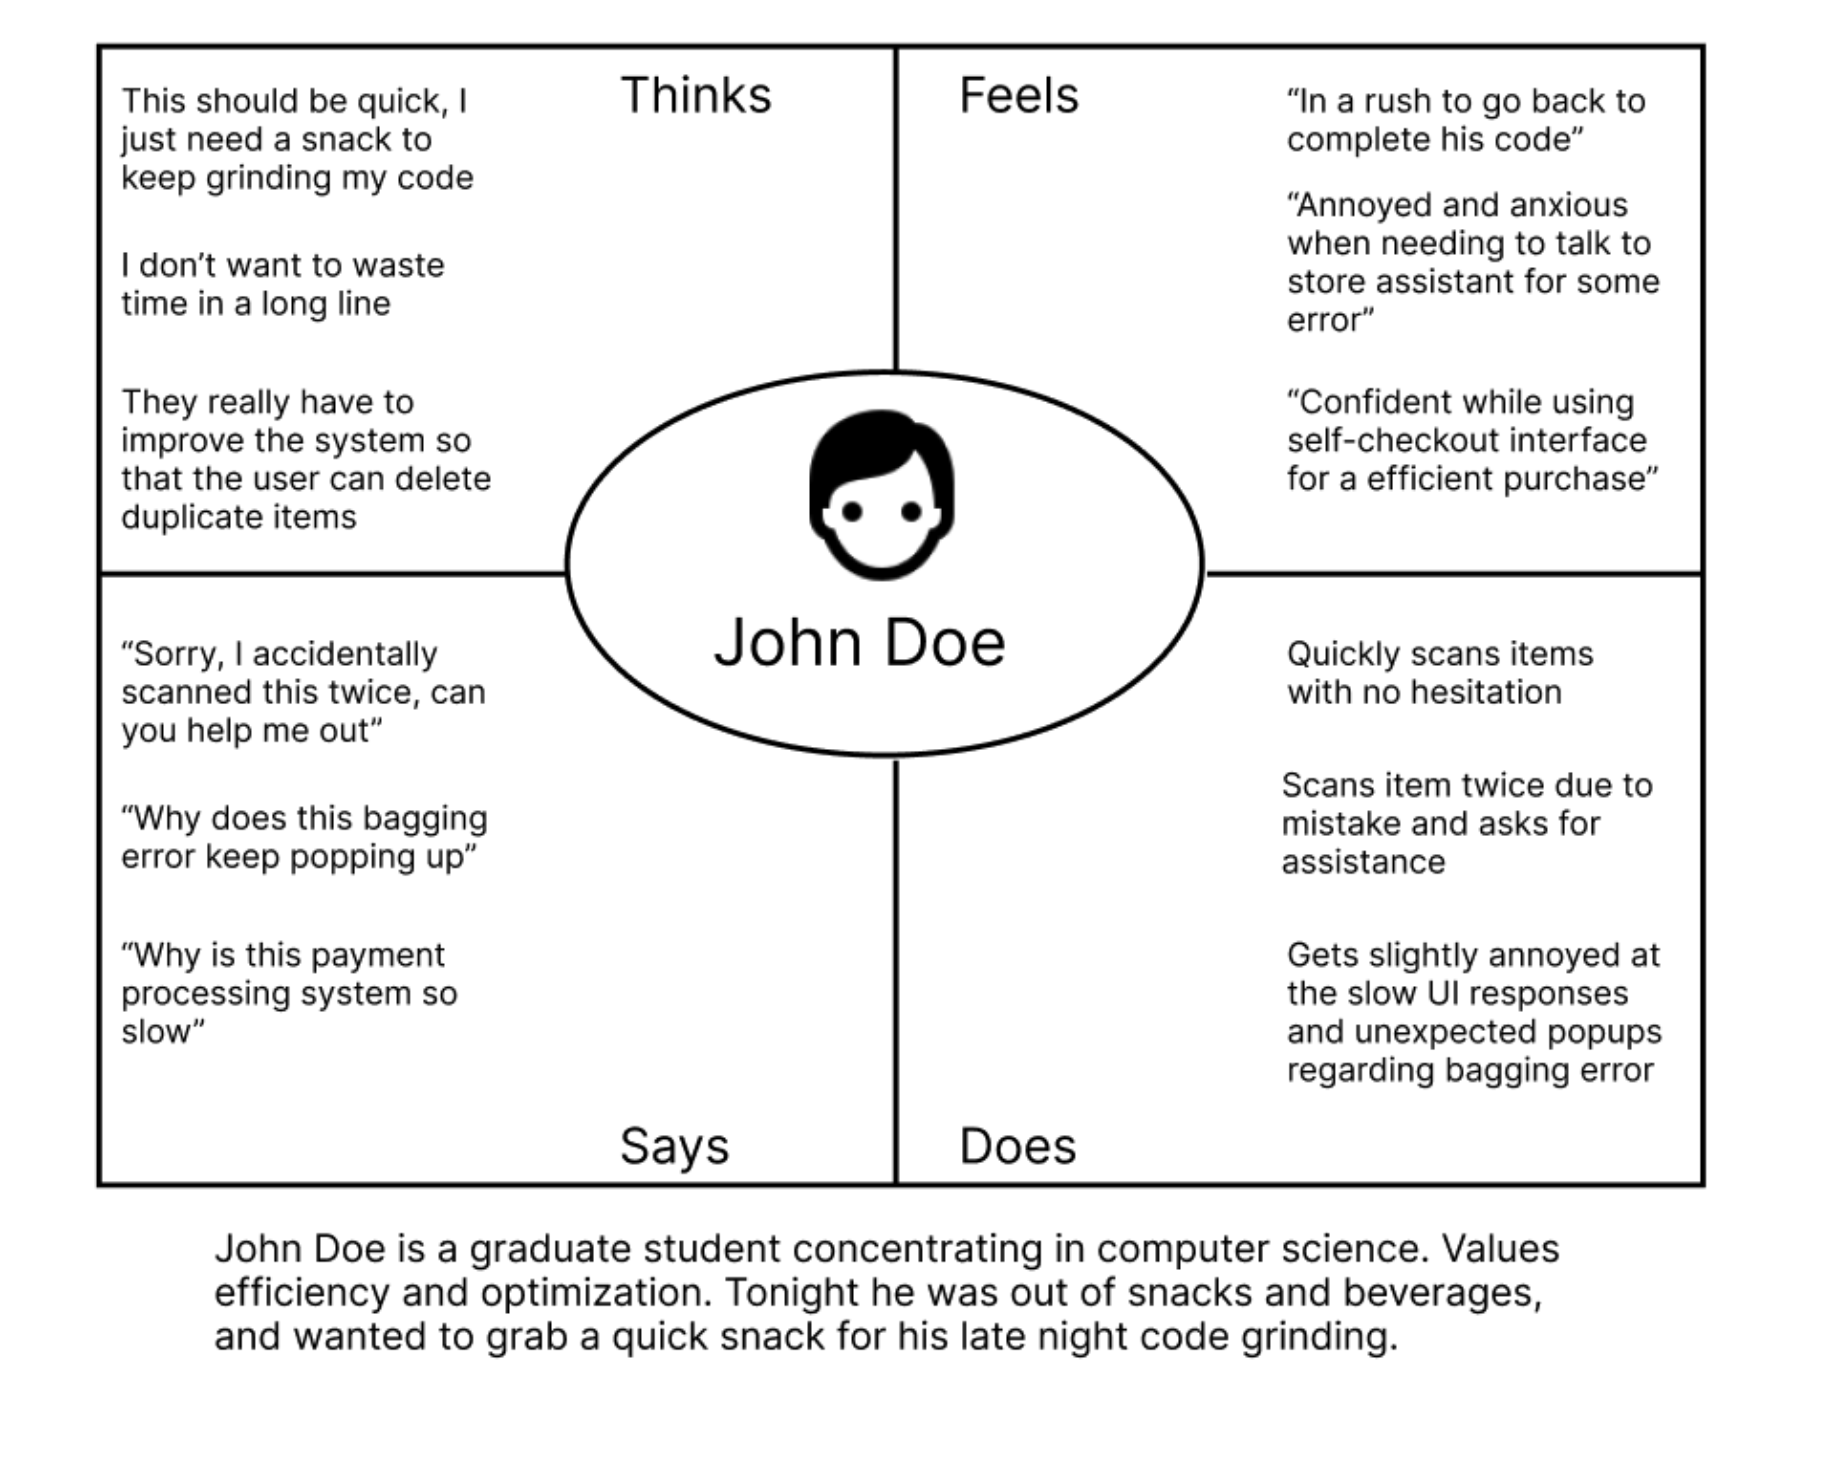 Thinks
This should be quick, I
just need a snack to
keep grinding my code
I don’t want to waste
time in a long line
They really have to
improve the system so
that the user can delete
duplicate items
Feels
“In a rush to go back to
complete his code”
“Annoyed and anxious
when needing to talk to
store assistant for some
error”
“Confident while using
self-checkout interface
for a efficient purchase”
John Doe
“Sorry, I accidentally
scanned this twice, can
you help me out”
“Why does this bagging
error keep popping up”
“Why is this payment
processing system so
slow”
Says
Quickly scans items
with no hesitation
Scans item twice due to
mistake and asks for
assistance
Gets slightly annoyed at
the slow UI responses
and unexpected popups
regarding bagging error
Does
John Doe is a graduate student concentrating in computer science. Values
efficiency and optimization. Tonight he was out of snacks and beverages,
and wanted to grab a quick snack for his late night code grinding.